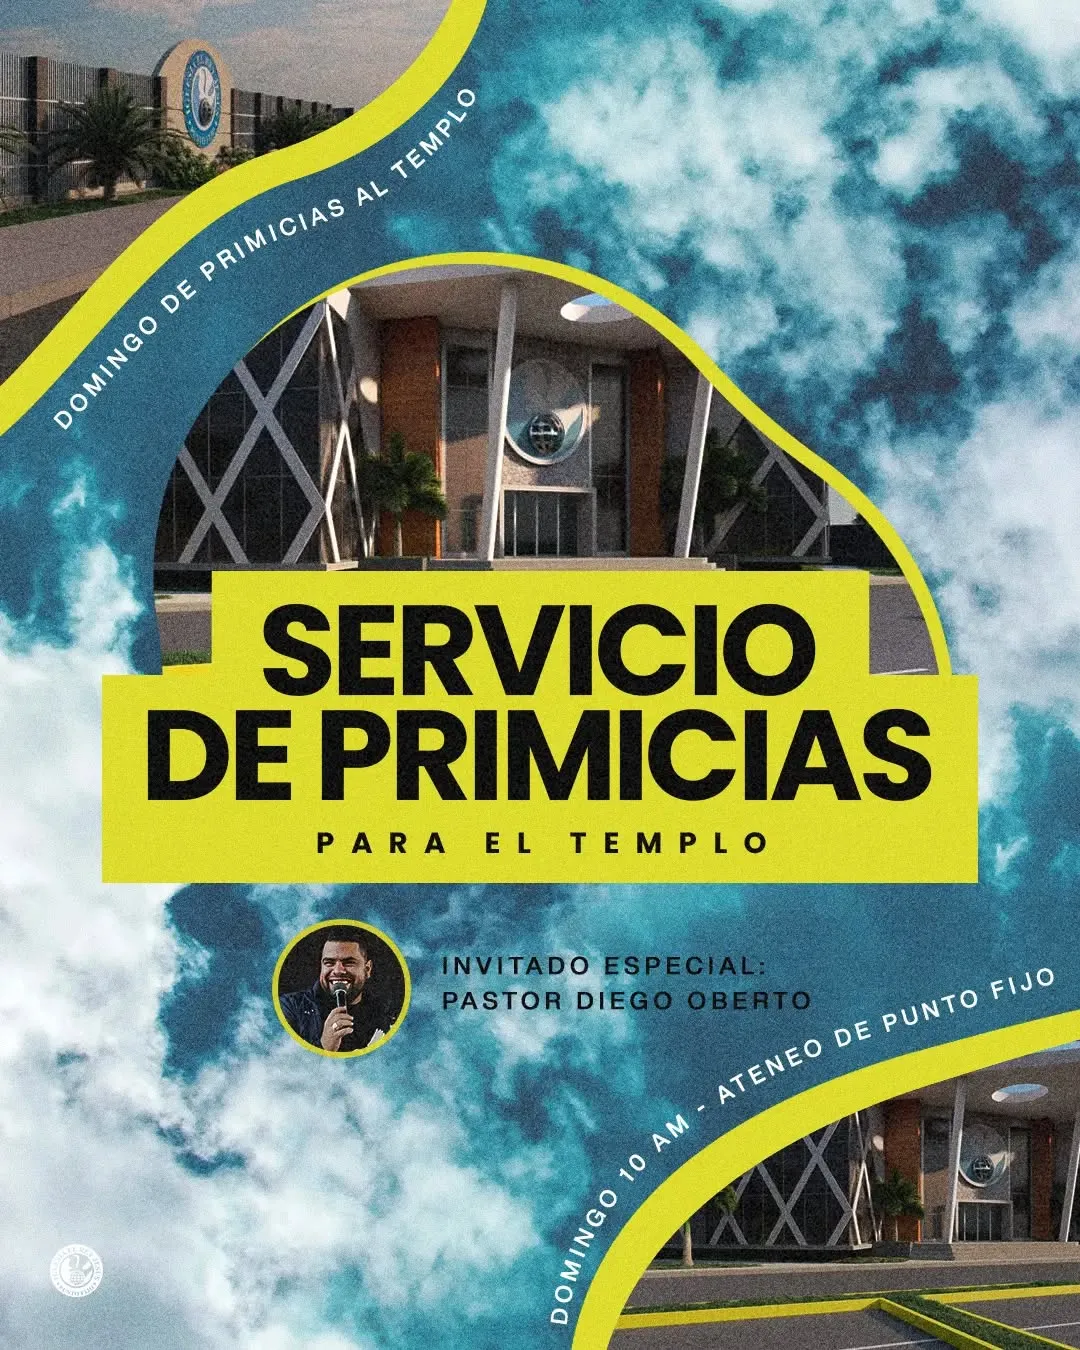 DOMINGO DE PRIMICIAS AL TEMPLO
SERVICIO
DE PRIMICIAS
PARA EL TEMPLO
INVITADO ESPECIAL:
PASTOR DIEGO OBERTO
DOMINGO 10 AM - ATENEO DE PUNTO FIJO